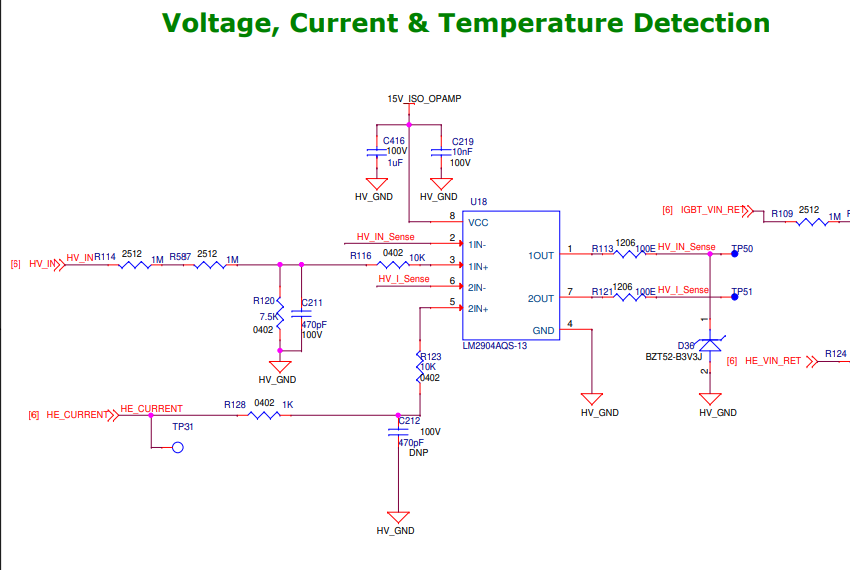 Voltage, Current & Temperature Detection
15V_ISO_OPAMP
C416
100V
1uF
C219
10nF
100V
HV_GND
HV_GND
U18
[6] IGBT_VIN_RET
R109 2512 1M
8 VCC
HV_IN_Sense 2 1IN-
1OUT 1 R113 1206 100E HV_IN_Sense TP50
[6] HV_IN HV_IN R114 2512 1M R587 2512 1M
R116 0402 10K 3 1IN+
HV_I_Sense 6 2IN-
2OUT 7 R121 1206 100E HV_I_Sense TP51
5 2IN+
R120
7.5K
0402
C211
470pF
100V
GND 4
LM2904AQS-13
1
D36
BZT52-B3V3J
2
[6] HE_VIN_RET R124
HV_GND
R123
10K
0402
HV_GND
HV_GND
[6] HE_CURRENT HE_CURRENT
R128 0402 1K
TP31
C212
100V
470pF
DNP
HV_GND